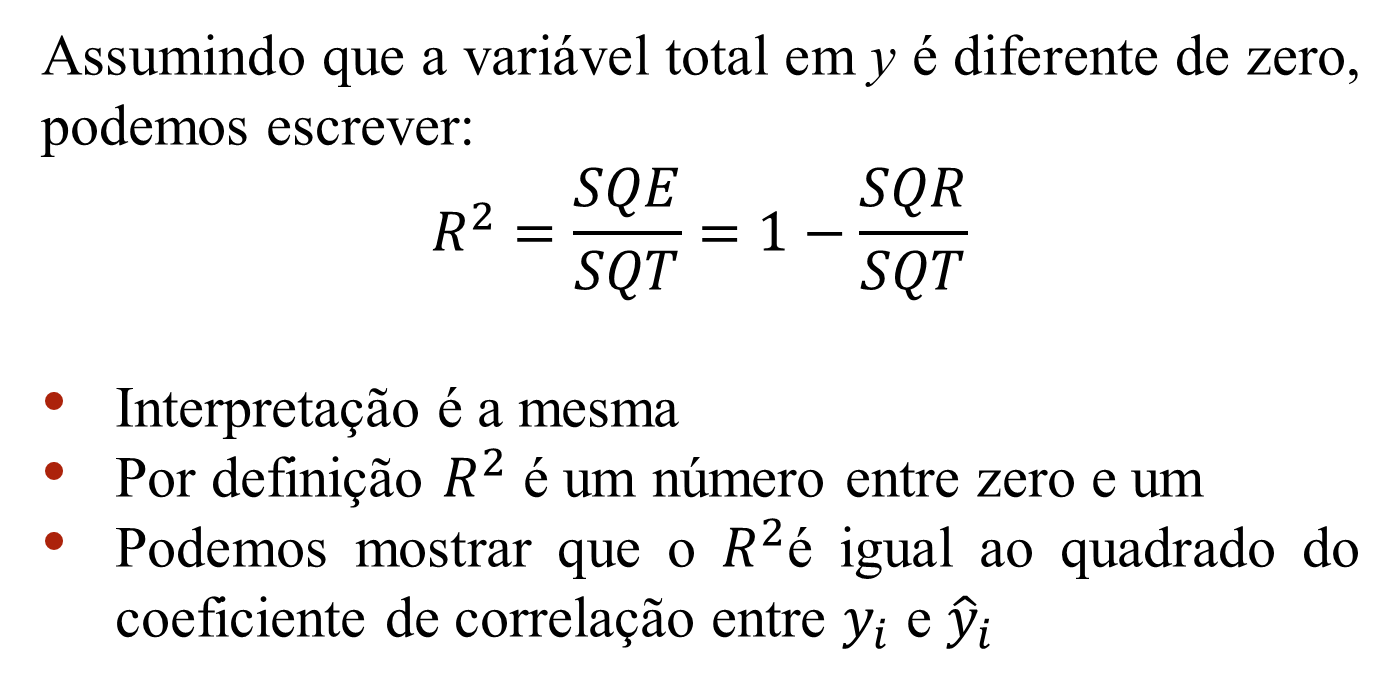 Assumindo que a variável total em y é diferente de zero,
podemos escrever:
R² = SQE/SQT = 1 − SQR/SQT
• Interpretação é a mesma
• Por definição R² é um número entre zero e um
• Podemos mostrar que o R²é igual ao quadrado do
coeficiente de correlação entre yᵢ e ŷᵢ